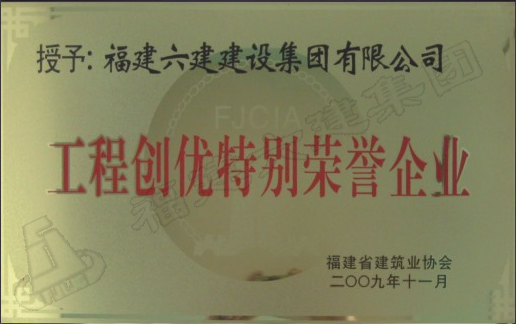 授予：福建六建建设集团有限公司
FJCIA
工程创优特别荣誉企业
福建省建筑业协会
二〇〇九年十一月